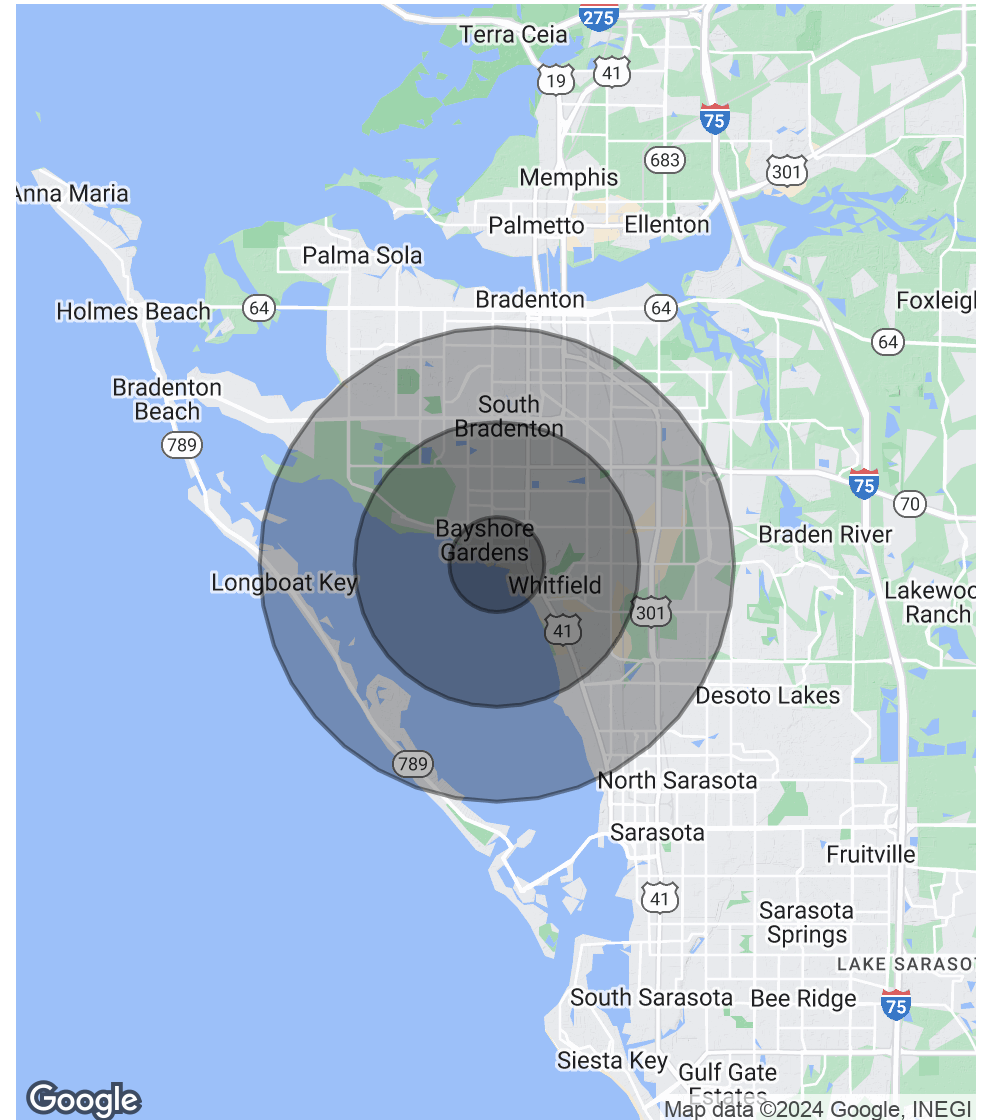 275
Terra Ceia
19
41
75
683
301
Memphis
Anna Maria
Palmetto
Ellenton
Palma Sola
Bradenton
Holmes Beach
64
64
Foxleigh
64
Bradenton
Beach
South
Bradenton
789
75
70
Bayshore
Gardens
Braden River
Longboat Key
Whitfield
Lakewoo
Ranch
301
41
Desoto Lakes
789
North Sarasota
Sarasota
Fruitville
41
Sarasota
Springs
LAKE SARASO
South Sarasota
Bee Ridge
75
Siesta Key
Gulf Gate
Estates
Google
Map data ©2024 Google, INEGI